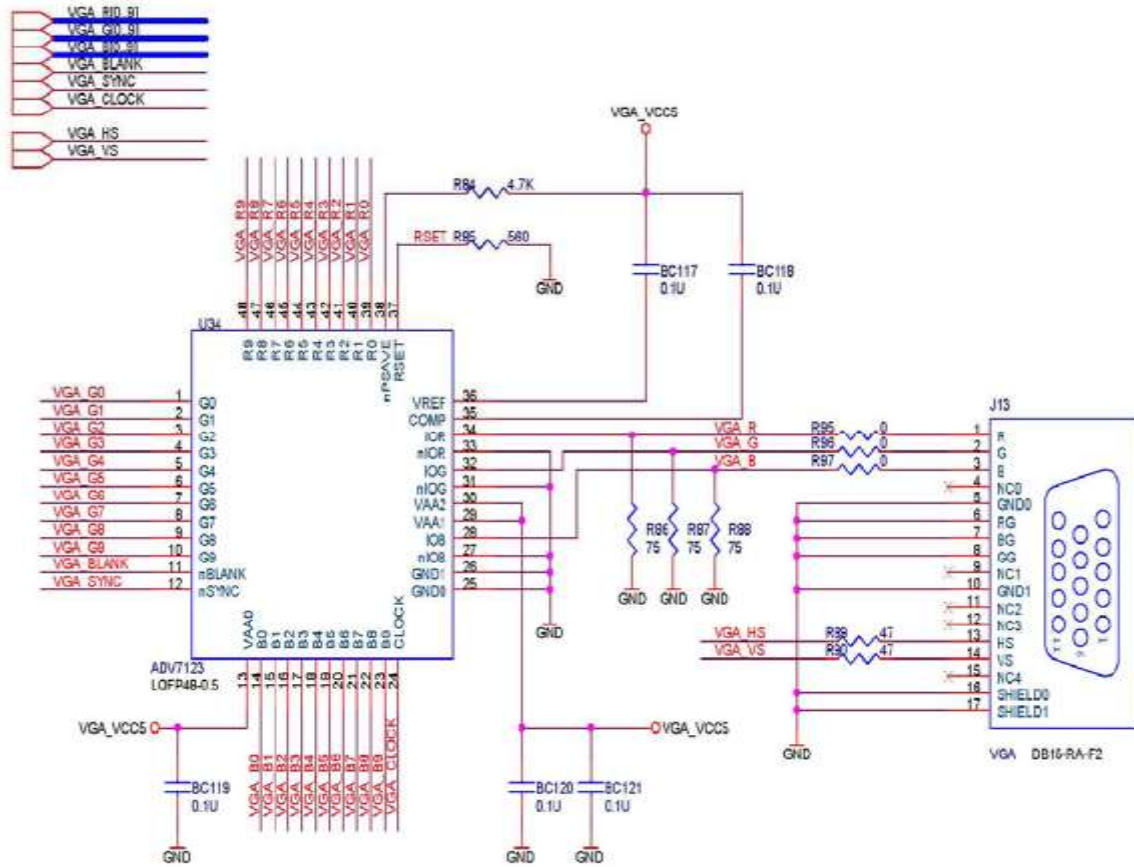 VGA_R[0..9]
VGA_G[0..9]
VGA_B[0..9]
VGA_BLANK
VGA_SYNC
VGA_CLOCK
VGA_HS
VGA_VS
VGA_VCC5
R84 4.7K
RSET R85 560
GND
BC117
0.1U
BC118
0.1U
VGA_R9
VGA_R8
VGA_R7
VGA_R6
VGA_R5
VGA_R4
VGA_R3
VGA_R2
VGA_R1
VGA_R0
48 47 46 45 44 43 42 41 40 39 38 37
U34
R9 R8 R7 R6 R5 R4 R3 R2 R1 R0 nPSAVE RSET
VGA_G0 1 G0
VGA_G1 2 G1
VGA_G2 3 G2
VGA_G3 4 G3
VGA_G4 5 G4
VGA_G5 6 G5
VGA_G6 7 G6
VGA_G7 8 G7
VGA_G8 9 G8
VGA_G9 10 G9
VGA_BLANK 11 nBLANK
VGA_SYNC 12 nSYNC
VREF 36
COMP 35
IOR 34
nIOR 33
IOG 32
nIOG 31
VAA2 30
VAA1 29
IOB 28
nIOB 27
GND1 26
GND0 25
VAA0 B0 B1 B2 B3 B4 B5 B6 B7 B8 B9 CLOCK
ADV7123
LQFP48-0.5
13 14 15 16 17 18 19 20 21 22 23 24
VGA_B0
VGA_B1
VGA_B2
VGA_B3
VGA_B4
VGA_B5
VGA_B6
VGA_B7
VGA_B8
VGA_B9
VGA_CLOCK
VGA_VCC5
BC119
0.1U
GND
GND
VGA_VCC5
BC120
0.1U
BC121
0.1U
GND
GND
VGA_R R95 0
VGA_G R96 0
VGA_B R97 0
R86
75
R87
75
R88
75
GND
GND
GND
VGA_HS R89 47
VGA_VS R90 47
GND
J13
1 R
2 G
3 B
4 NC0
5 GND0
6 RG
7 BG
8 GG
9 NC1
10 GND1
11 NC2
12 NC3
13 HS
14 VS
15 NC4
16 SHIELD0
17 SHIELD1
11 6 1
VGA DB15-RA-F2